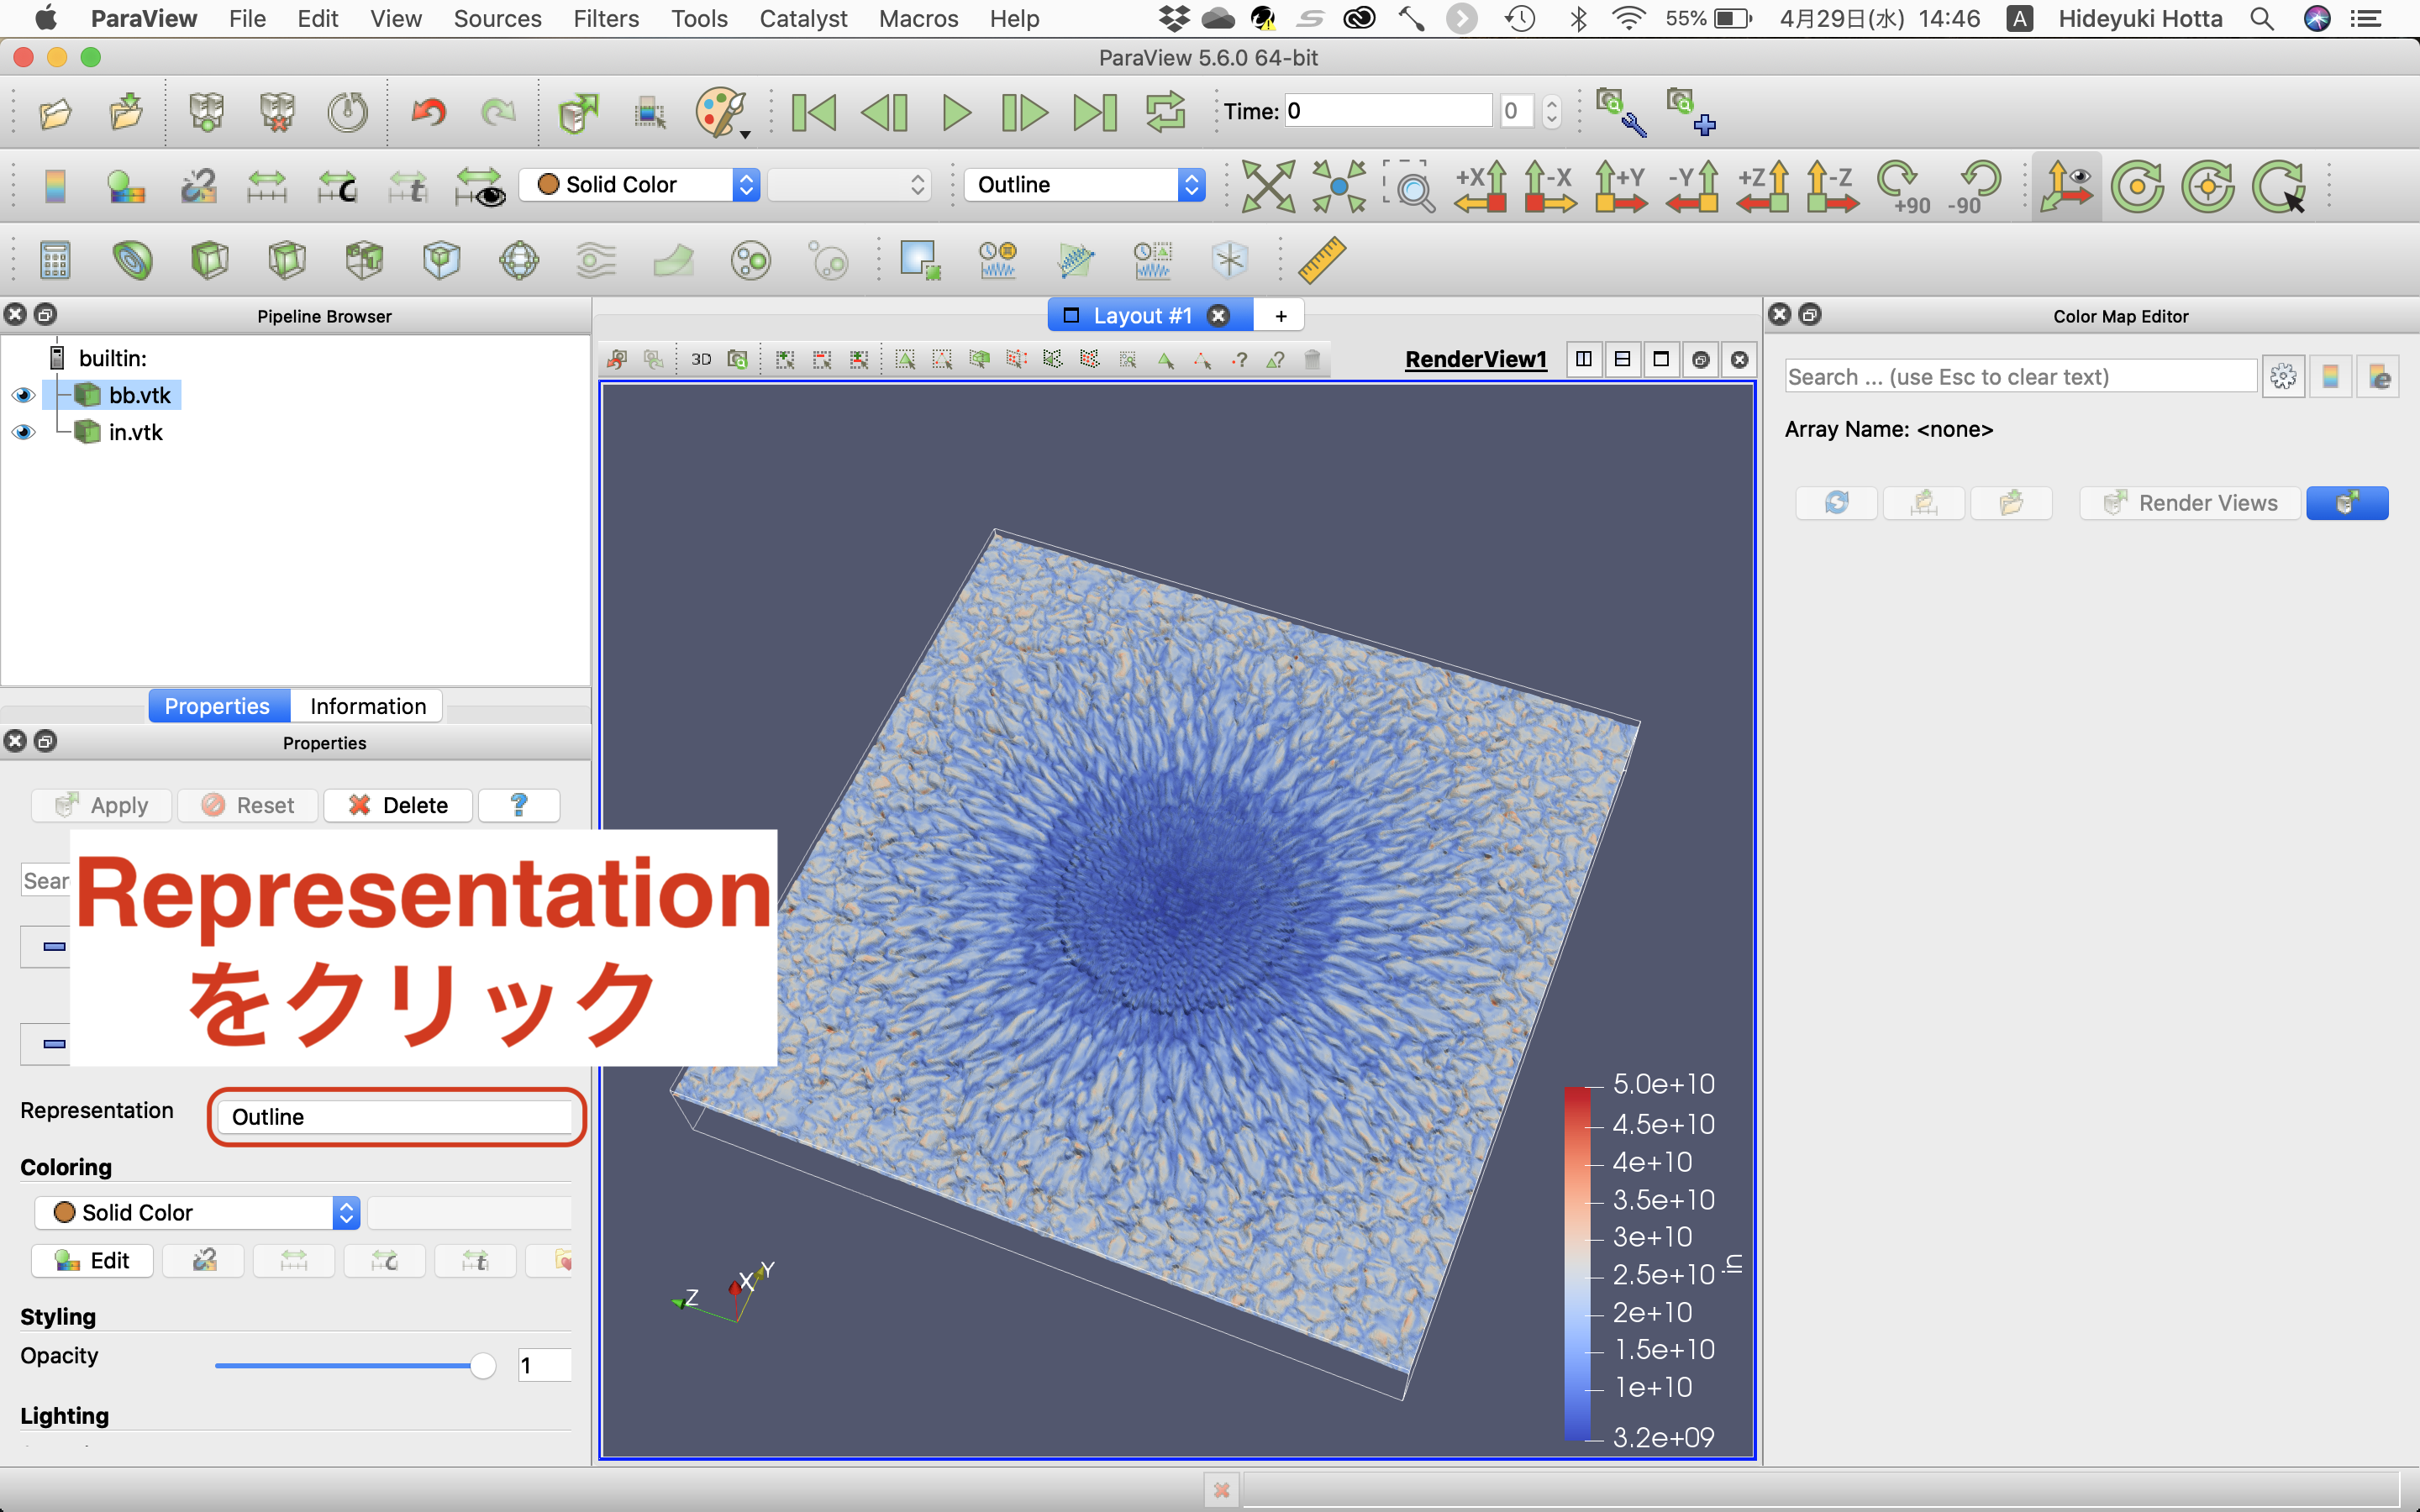 ParaView File Edit View Sources Filters Tools Catalyst Macros Help 55% 4月29日(水) 14:46 A Hideyuki Hotta
ParaView 5.6.0 64-bit
Time: 0 0
Solid Color Outline +X -X +Y -Y +Z -Z +90 -90
C t
Pipeline Browser
builtin:
bb.vtk
in.vtk
Properties Information
Properties
Apply Reset Delete ?
Sear
Representation
をクリック
Representation Outline
Coloring
Solid Color
Edit
Styling
Opacity 1
Lighting
Layout #1 +
3D RenderView1
Z X Y
5.0e+10
4.5e+10
4e+10
3.5e+10
3e+10
2.5e+10
2e+10
1.5e+10
1e+10
3.2e+09
in
Color Map Editor
Search ... (use Esc to clear text)
Array Name: <none>
Render Views